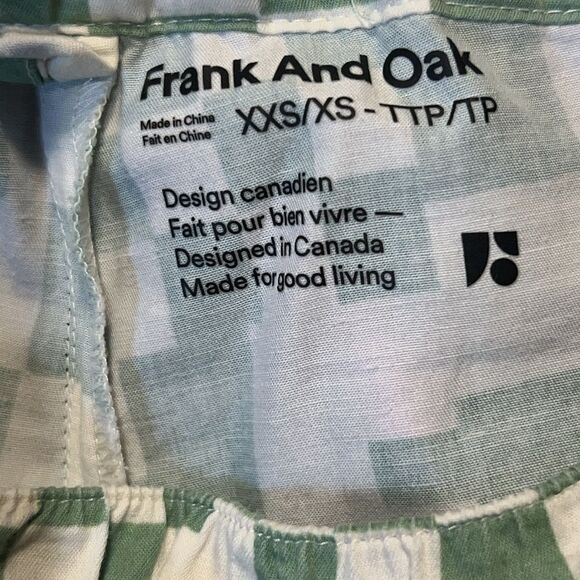 Frank And Oak
Made in China
Fait en Chine
XXS/XS - TTP/TP
Design canadien
Fait pour bien vivre —
Designed in Canada
Made for good living